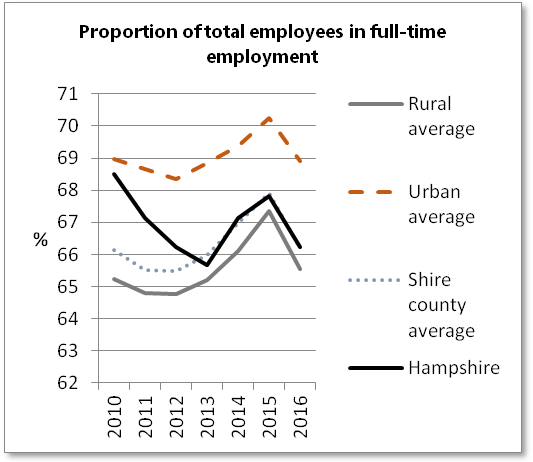 Proportion of total employees in full-time
employment
71
70
69
68
67
66
65
64
63
62
%
2010
2011
2012
2013
2014
2015
2016
Rural
average
Urban
average
Shire
county
average
Hampshire